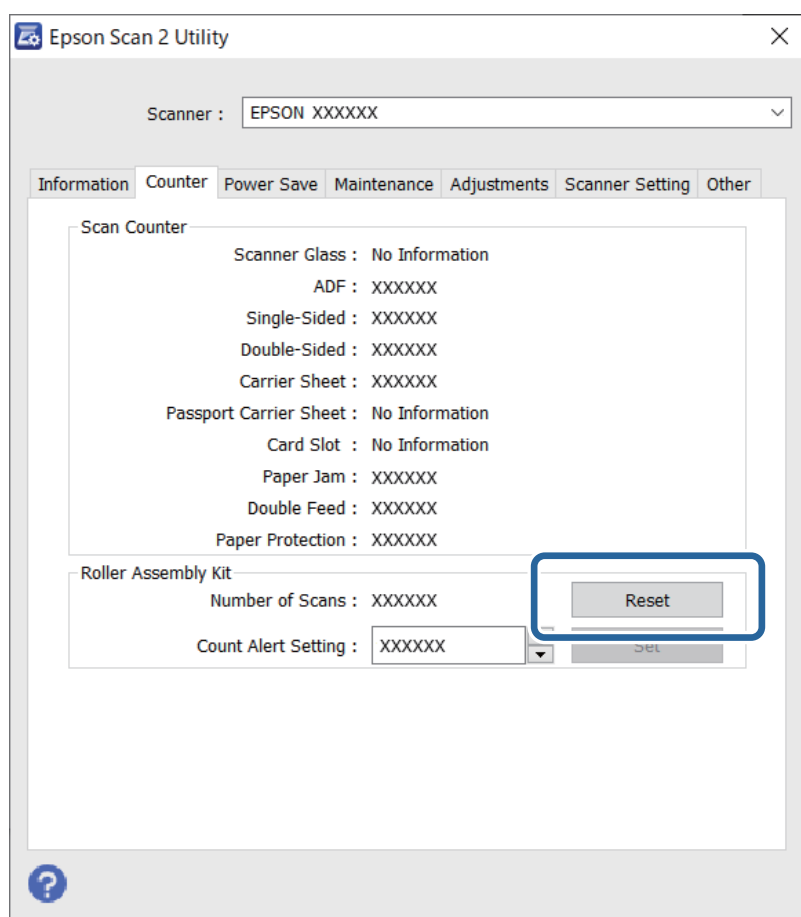 Epson Scan 2 Utility
Scanner : EPSON XXXXXX
Information Counter Power Save Maintenance Adjustments Scanner Setting Other
Scan Counter
Scanner Glass : No Information
ADF : XXXXXX
Single-Sided : XXXXXX
Double-Sided : XXXXXX
Carrier Sheet : XXXXXX
Passport Carrier Sheet : No Information
Card Slot : No Information
Paper Jam : XXXXXX
Double Feed : XXXXXX
Paper Protection : XXXXXX
Roller Assembly Kit
Number of Scans : XXXXXX Reset
Count Alert Setting : XXXXXX Set
?